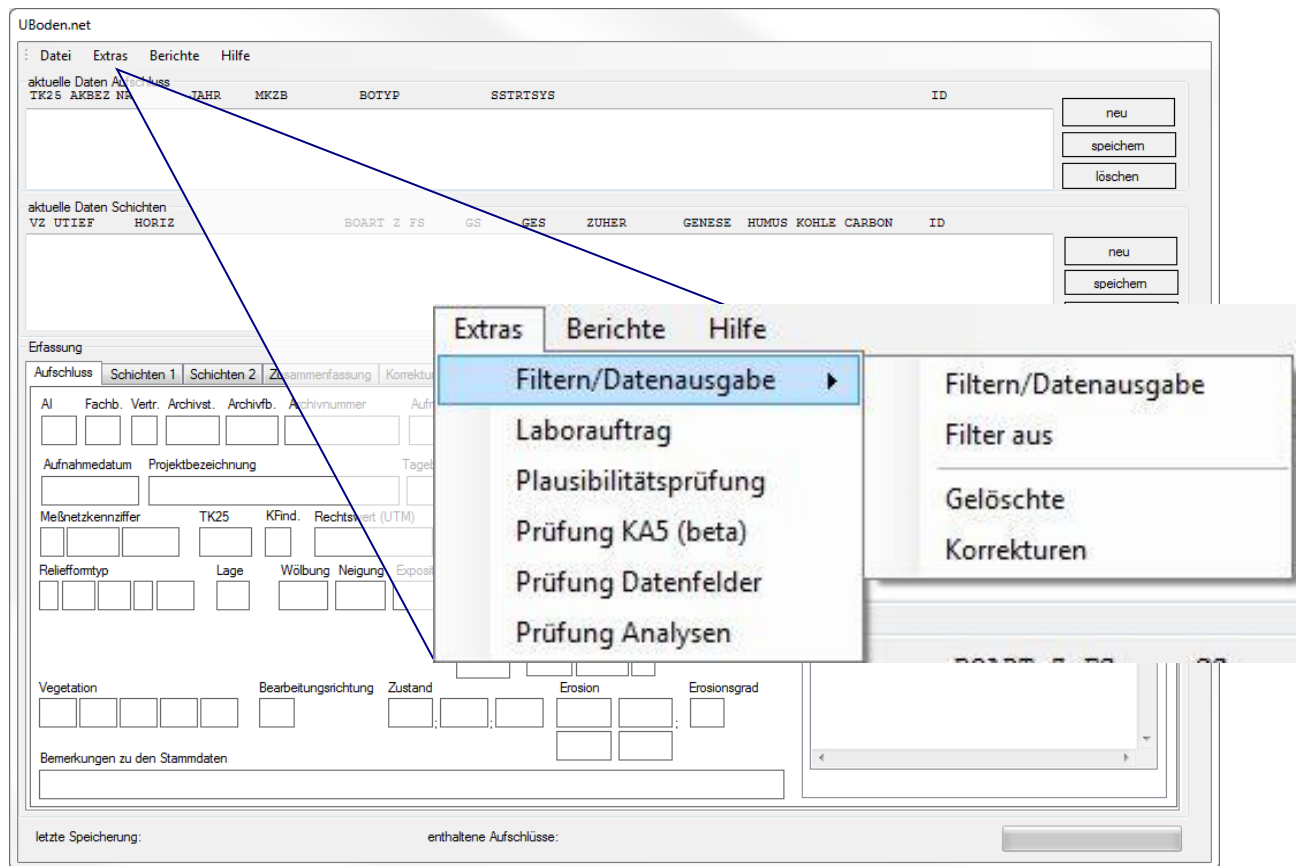 UBoden.net
Datei Extras Berichte Hilfe
aktuelle Daten Aufschluss
TK25 AKBEZ NR JAHR MKZB BOTYP SSTRTSYS ID
neu
speichern
löschen
aktuelle Daten Schichten
VZ UTIEF HORIZ BOART Z FS GS GES ZUHER GENESE HUMUS KOHLE CARBON ID
neu
speichern
Extras Berichte Hilfe
Filtern/Datenausgabe
Laborauftrag
Plausibilitätsprüfung
Prüfung KA5 (beta)
Prüfung Datenfelder
Prüfung Analysen
Filtern/Datenausgabe
Filter aus
Gelöschte
Korrekturen
Erfassung
Aufschluss Schichten 1 Schichten 2 Zusammenfassung
AI Fachb. Vertr. Archivst. Archivfb. Archivnummer
Aufnahmedatum Projektbezeichnung
Meßnetzkennziffer TK25 KFind. Rechtswert (UTM)
Reliefformtyp Lage Wölbung Neigung
Vegetation Bearbeitungsrichtung Zustand Erosion Erosionsgrad
: : :
Bemerkungen zu den Stammdaten
letzte Speicherung: enthaltene Aufschlüsse: